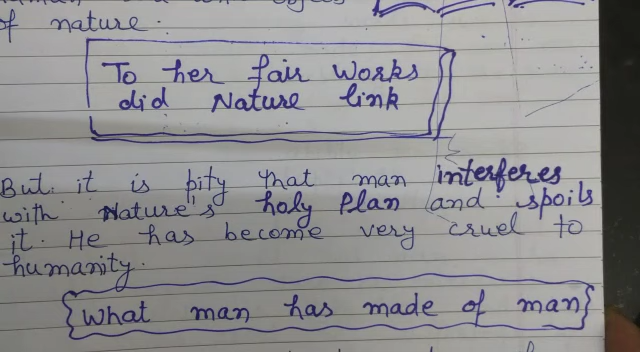 of nature.
To her fair works
did Nature link
But it is pity that man interferes
with Nature's holy Plan and spoils
it. He has become very cruel to
humanity.
{What man has made of man}